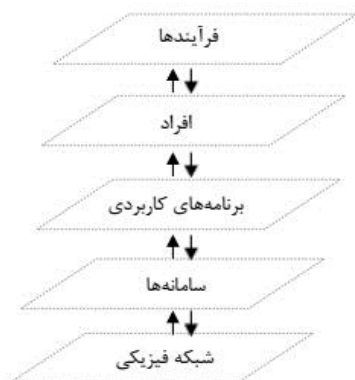 فرآیندها
افراد
برنامه‌های کاربردی
سامانه‌ها
شبکه فیزیکی